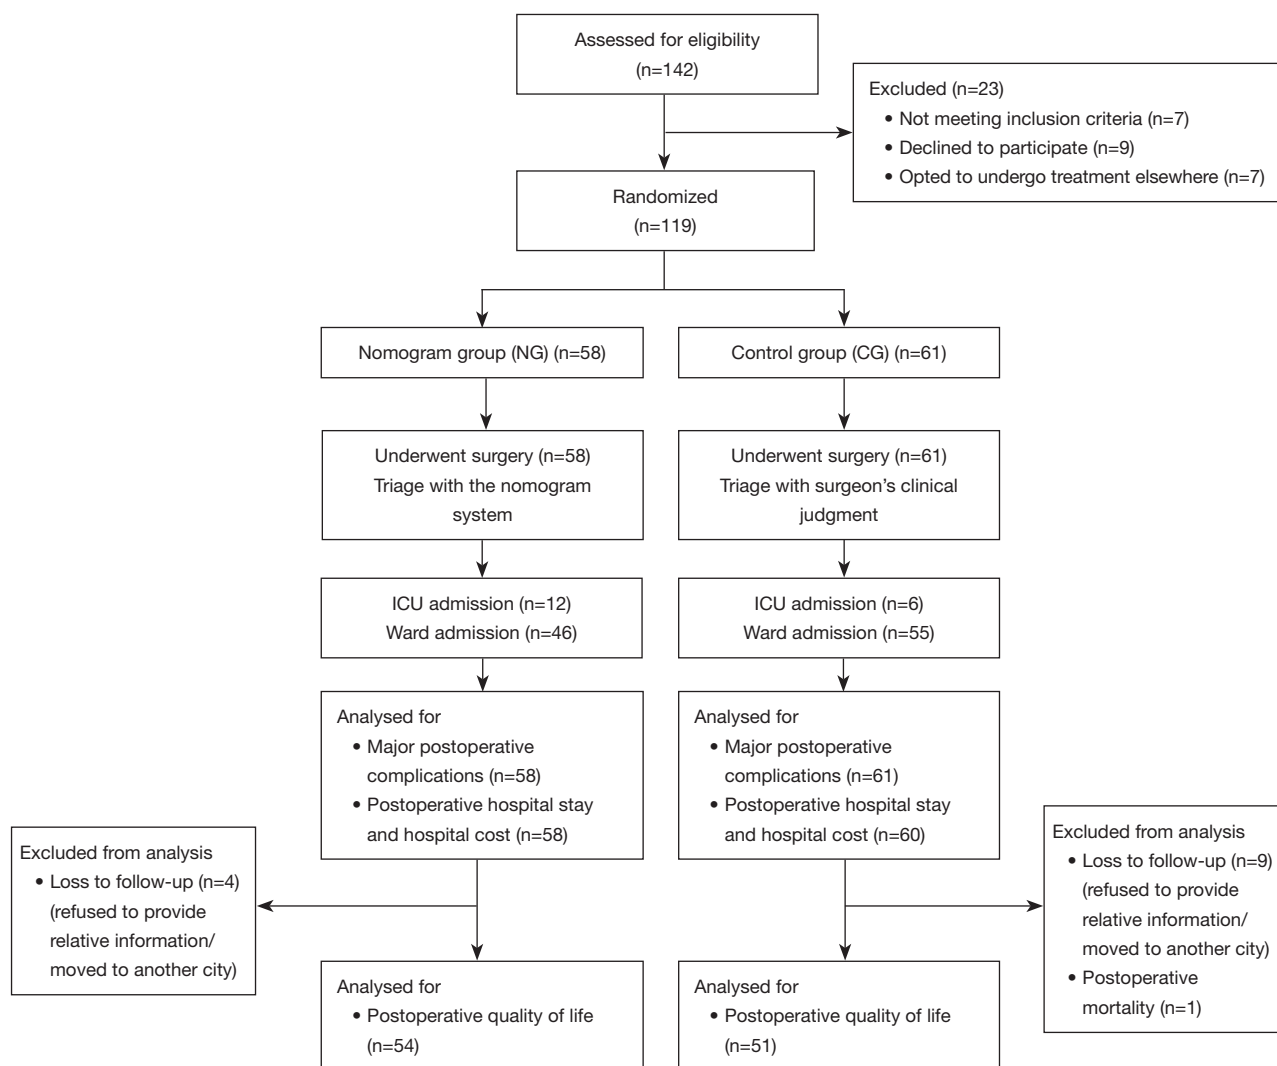 Assessed for eligibility
(n=142)
Excluded (n=23)
• Not meeting inclusion criteria (n=7)
• Declined to participate (n=9)
• Opted to undergo treatment elsewhere (n=7)
Randomized
(n=119)
Nomogram group (NG) (n=58)
Control group (CG) (n=61)
Underwent surgery (n=58)
Triage with the nomogram
system
Underwent surgery (n=61)
Triage with surgeon's clinical
judgment
ICU admission (n=12)
Ward admission (n=46)
ICU admission (n=6)
Ward admission (n=55)
Analysed for
• Major postoperative
complications (n=58)
• Postoperative hospital stay
and hospital cost (n=58)
Analysed for
• Major postoperative
complications (n=61)
• Postoperative hospital stay
and hospital cost (n=60)
Excluded from analysis
• Loss to follow-up (n=4)
(refused to provide
relative information/
moved to another city)
Excluded from analysis
• Loss to follow-up (n=9)
(refused to provide
relative information/
moved to another city)
• Postoperative
mortality (n=1)
Analysed for
• Postoperative quality of life
(n=54)
Analysed for
• Postoperative quality of life
(n=51)